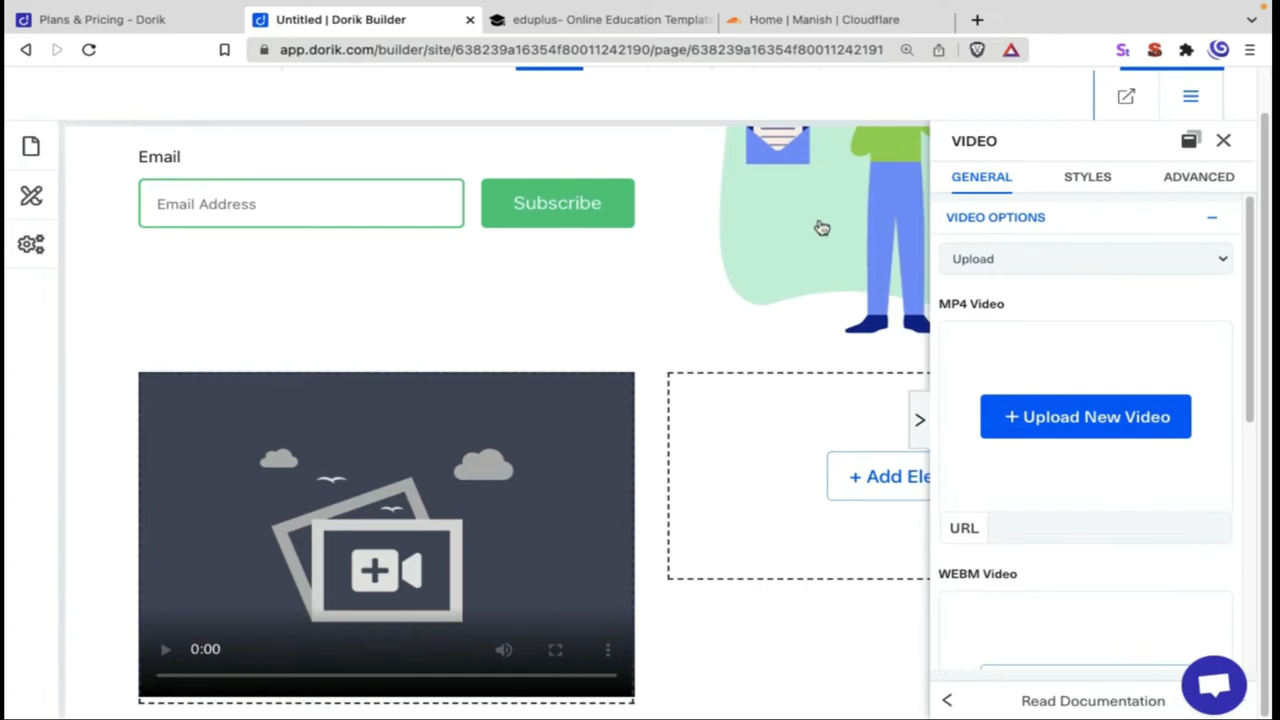 Plans & Pricing - Dorik
Untitled | Dorik Builder
eduplus- Online Education Templat
Home | Manish | Cloudflare
app.dorik.com/builder/site/638239a16354f80011242190/page/638239a16354f80011242191
St
VIDEO
GENERAL
STYLES
ADVANCED
VIDEO OPTIONS
Upload
MP4 Video
+ Upload New Video
URL
WEBM Video
Read Documentation
Email
Email Address
Subscribe
+ Add Ele
0:00